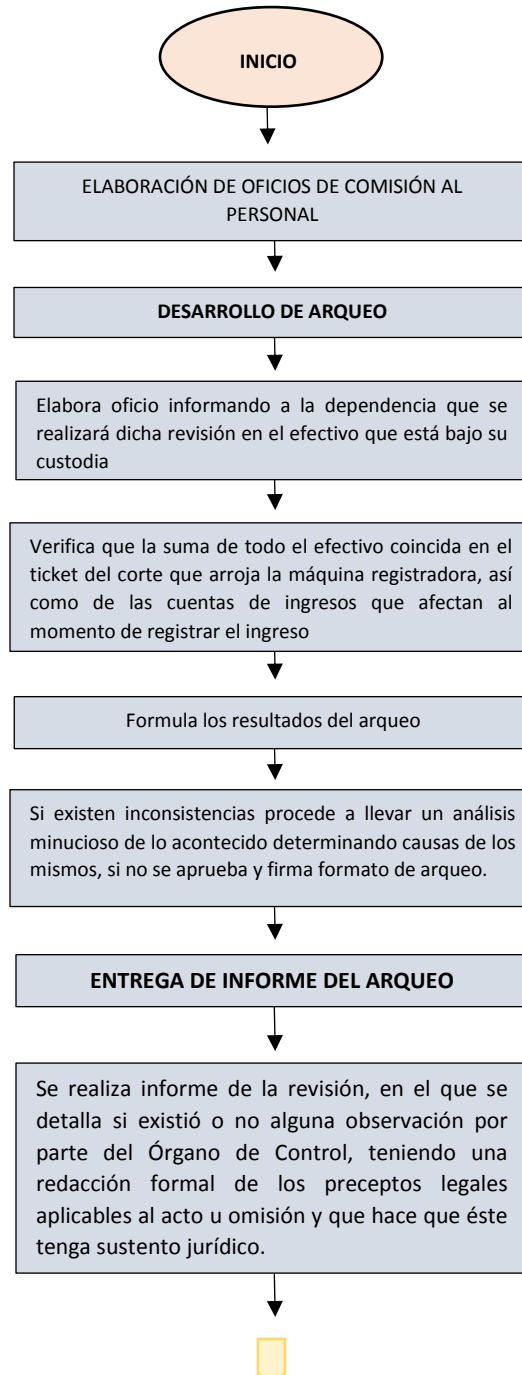 INICIO
ELABORACIÓN DE OFICIOS DE COMISIÓN AL
PERSONAL
DESARROLLO DE ARQUEO
Elabora oficio informando a la dependencia que se
realizará dicha revisión en el efectivo que está bajo su
custodia
Verifica que la suma de todo el efectivo coincida en el
ticket del corte que arroja la máquina registradora, así
como de las cuentas de ingresos que afectan al
momento de registrar el ingreso
Formula los resultados del arqueo
Si existen inconsistencias procede a llevar un análisis
minucioso de lo acontecido determinando causas de los
mismos, si no se aprueba y firma formato de arqueo.
ENTREGA DE INFORME DEL ARQUEO
Se realiza informe de la revisión, en el que se
detalla si existió o no alguna observación por
parte del Órgano de Control, teniendo una
redacción formal de los preceptos legales
aplicables al acto u omisión y que hace que éste
tenga sustento jurídico.